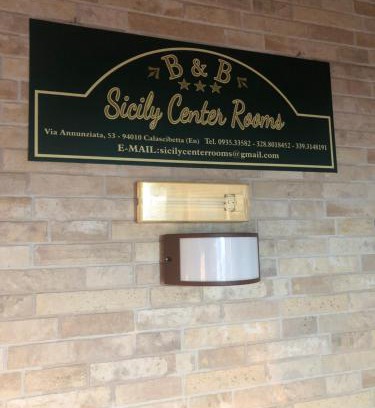 B & B
Sicily Center Rooms
Via Annunziata, 53 - 94010 Calascibetta (En) Tel. 0935.33582 - 328.8018452 - 339.3148191
E-MAIL:sicilycenterrooms@gmail.com